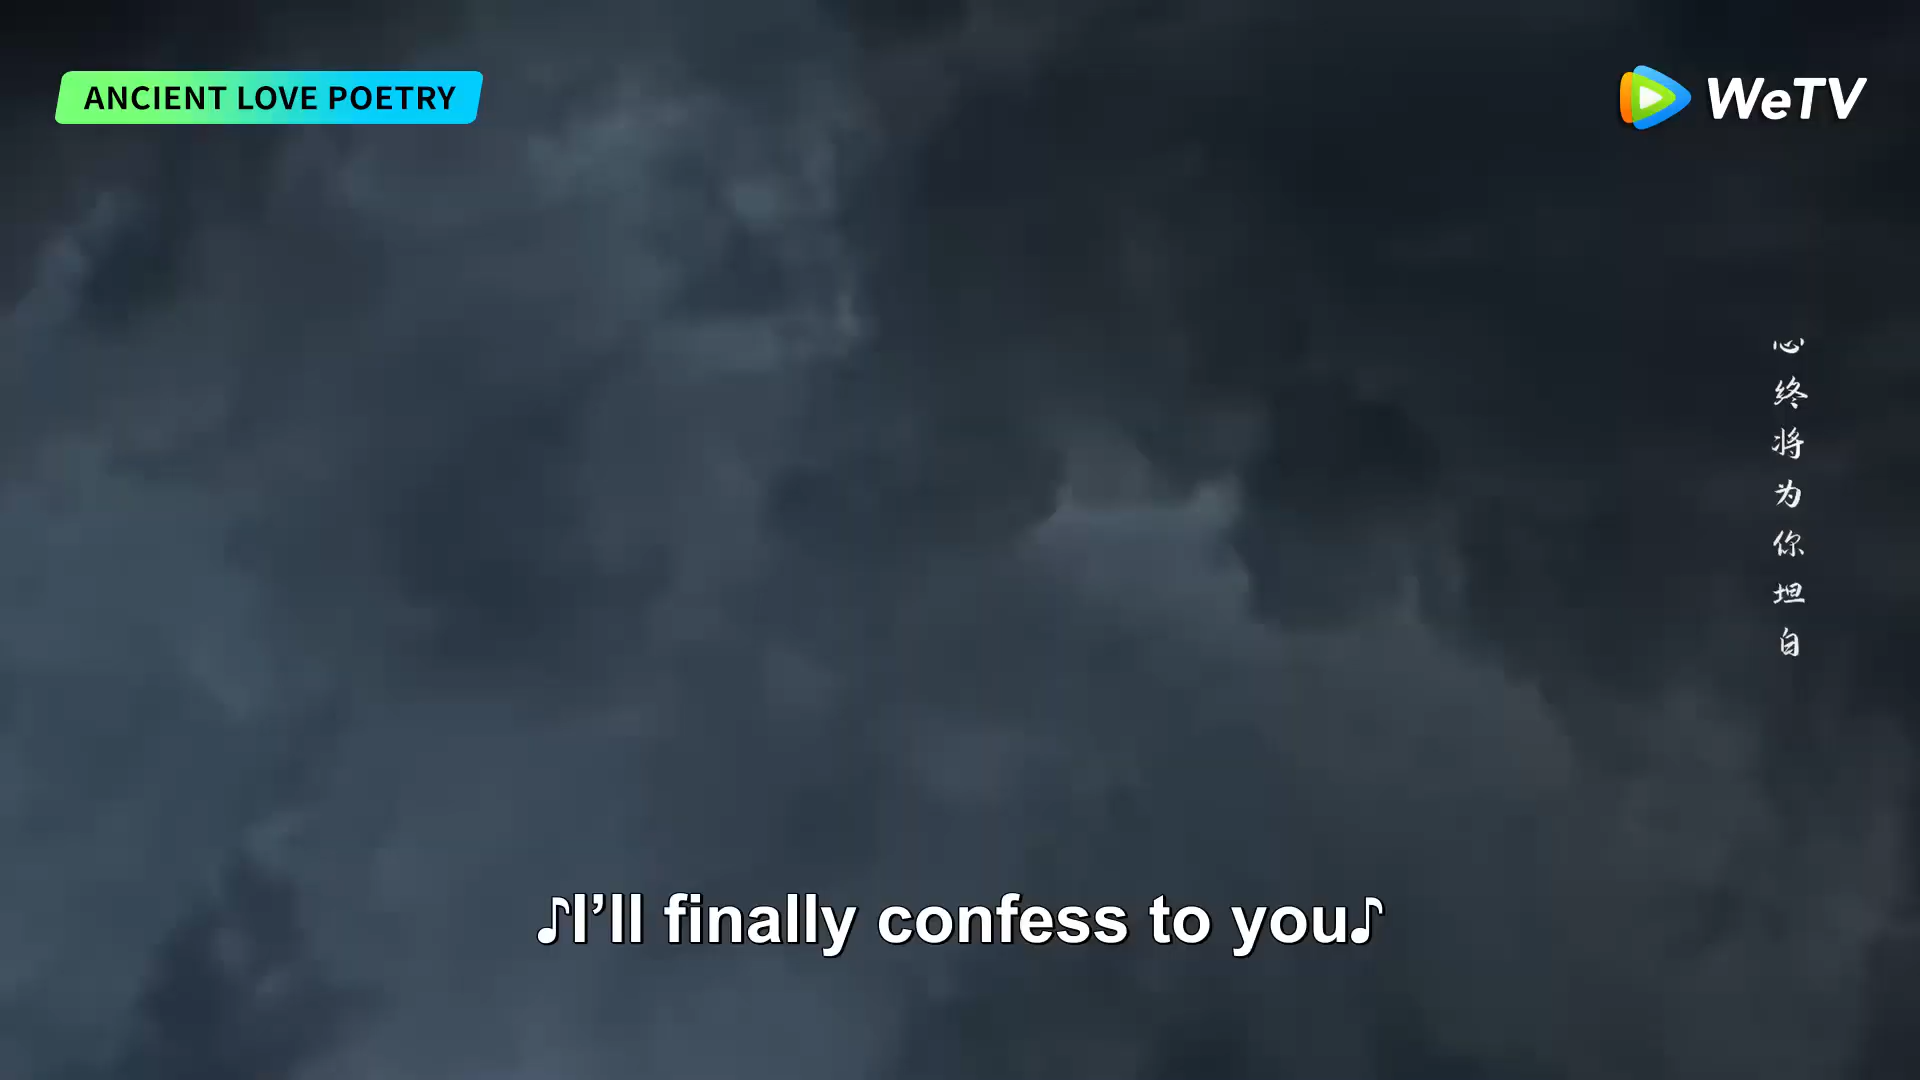 ANCIENT LOVE POETRY
WeTV
心终将为你坦白
♪I’ll finally confess to you♪